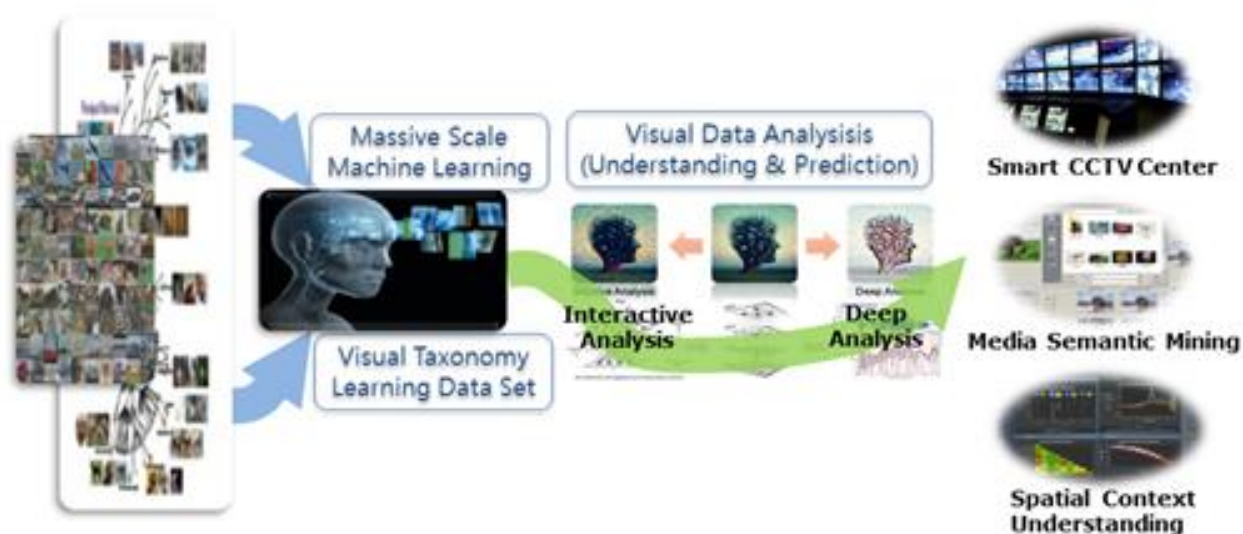 Massive Scale
Machine Learning
Visual Data Analysisis
(Understanding & Prediction)
Smart CCTV Center
Interactive
Analysis
Deep
Analysis
Media Semantic Mining
Visual Taxonomy
Learning Data Set
Spatial Context
Understanding